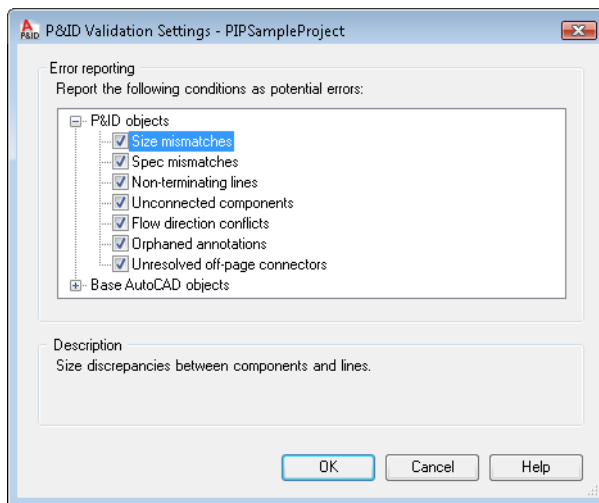 P&ID
P&ID Validation Settings - PIPSampleProject
Error reporting
Report the following conditions as potential errors:
P&ID objects
Size mismatches
Spec mismatches
Non-terminating lines
Unconnected components
Flow direction conflicts
Orphaned annotations
Unresolved off-page connectors
Base AutoCAD objects
Description
Size discrepancies between components and lines.
OK
Cancel
Help